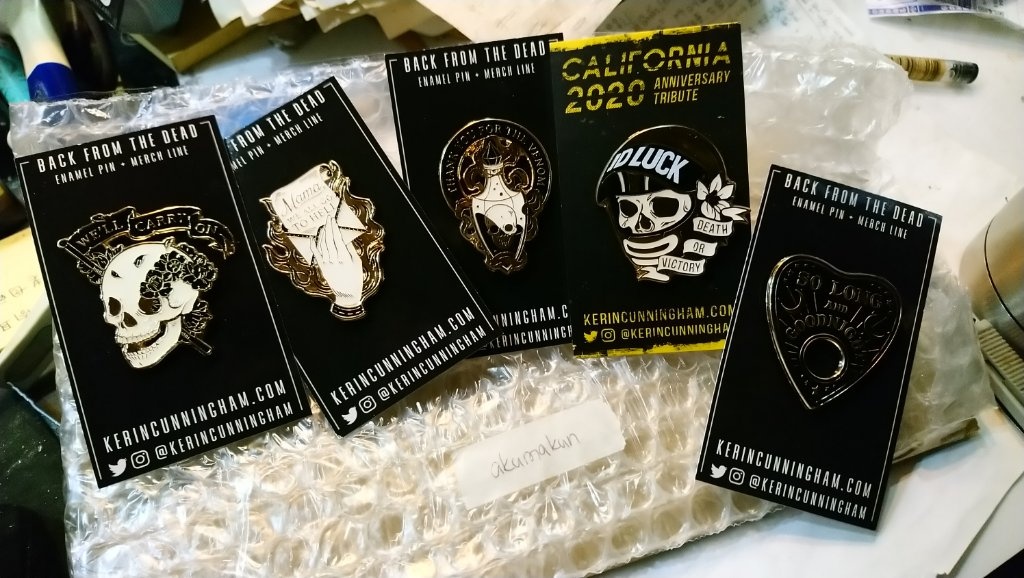 BACK FROM THE DEAD
ENAMEL PIN + MERCH LINE
WE'LL CARRY ON
KERINCUNNINGHAM.COM
@KERINCUNNINGHAM
FROM THE DEAD
PIN + MERCH LINE
Mama
KERINCUNNINGHAM.COM
@KERINCUNNINGHAM
BACK FROM THE DEAD
ENAMEL PIN + MERCH LINE
FOR THE VENOM
CALIFORNIA
2020 ANNIVERSARY
TRIBUTE
LUCK
DEATH
OR
VICTORY
KERINCUNNINGHAM.COM
@KERINCUNNINGHA
BACK FROM THE DEAD
ENAMEL PIN + MERCH LINE
SO LONG
AND
GOODNIGHT
KERINCUNNINGHAM.COM
@KERINCUNNINGHAM
akumakun